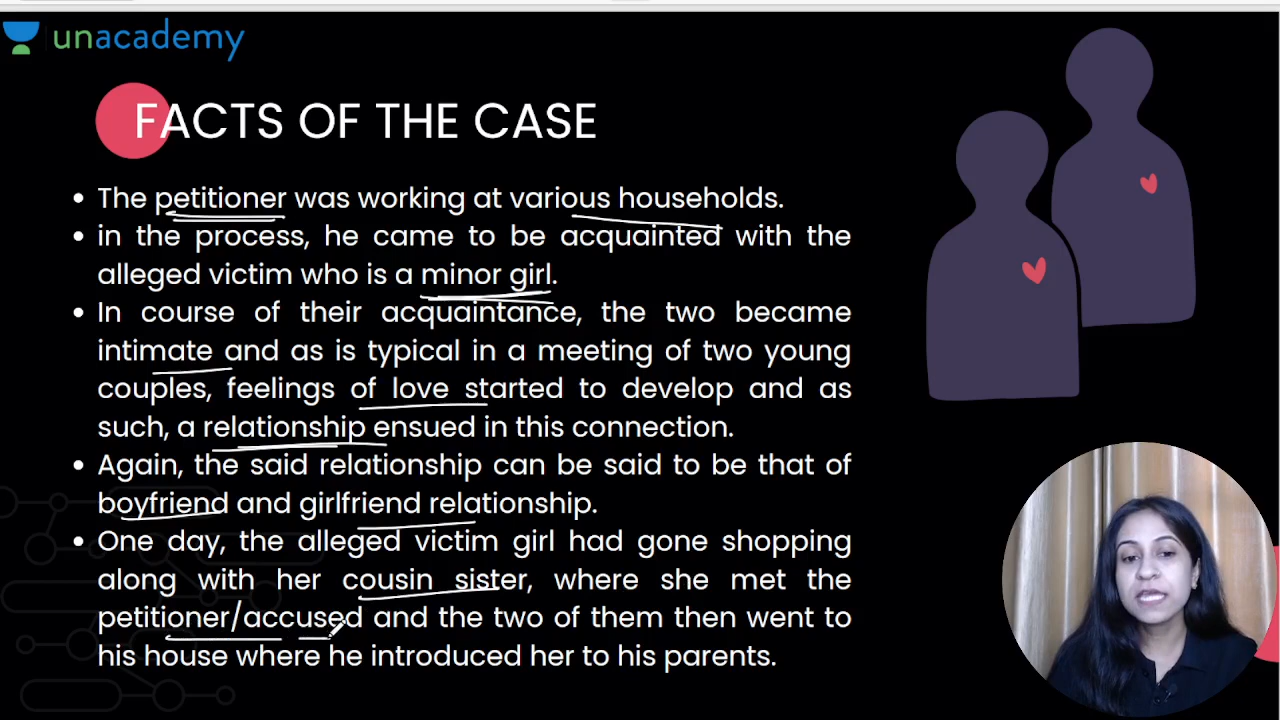 unacademy
FACTS OF THE CASE
• The petitioner was working at various households.
• in the process, he came to be acquainted with the
alleged victim who is a minor girl.
• In course of their acquaintance, the two became
intimate and as is typical in a meeting of two young
couples, feelings of love started to develop and as
such, a relationship ensued in this connection.
• Again, the said relationship can be said to be that of
boyfriend and girlfriend relationship.
• One day, the alleged victim girl had gone shopping
along with her cousin sister, where she met the
petitioner/accused and the two of them then went to
his house where he introduced her to his parents.